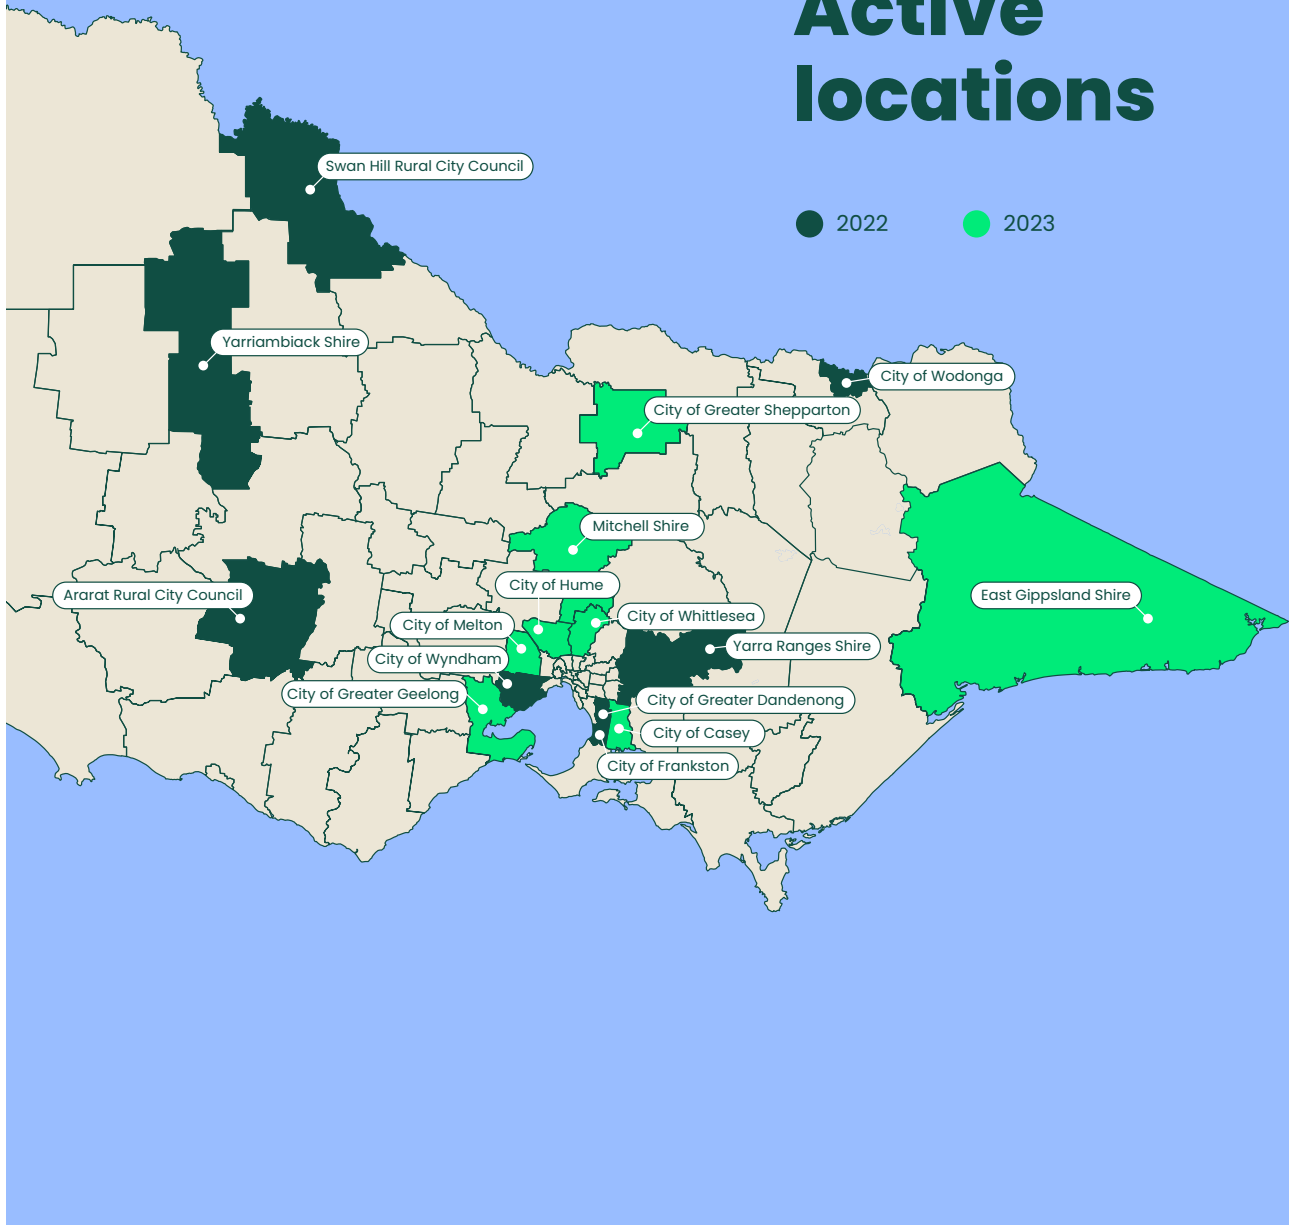 Active
locations
2022
2023
Swan Hill Rural City Council
Yarriambiack Shire
City of Wodonga
City of Greater Shepparton
Mitchell Shire
City of Hume
Ararat Rural City Council
East Gippsland Shire
City of Whittlesea
City of Melton
Yarra Ranges Shire
City of Wyndham
City of Greater Geelong
City of Greater Dandenong
City of Casey
City of Frankston